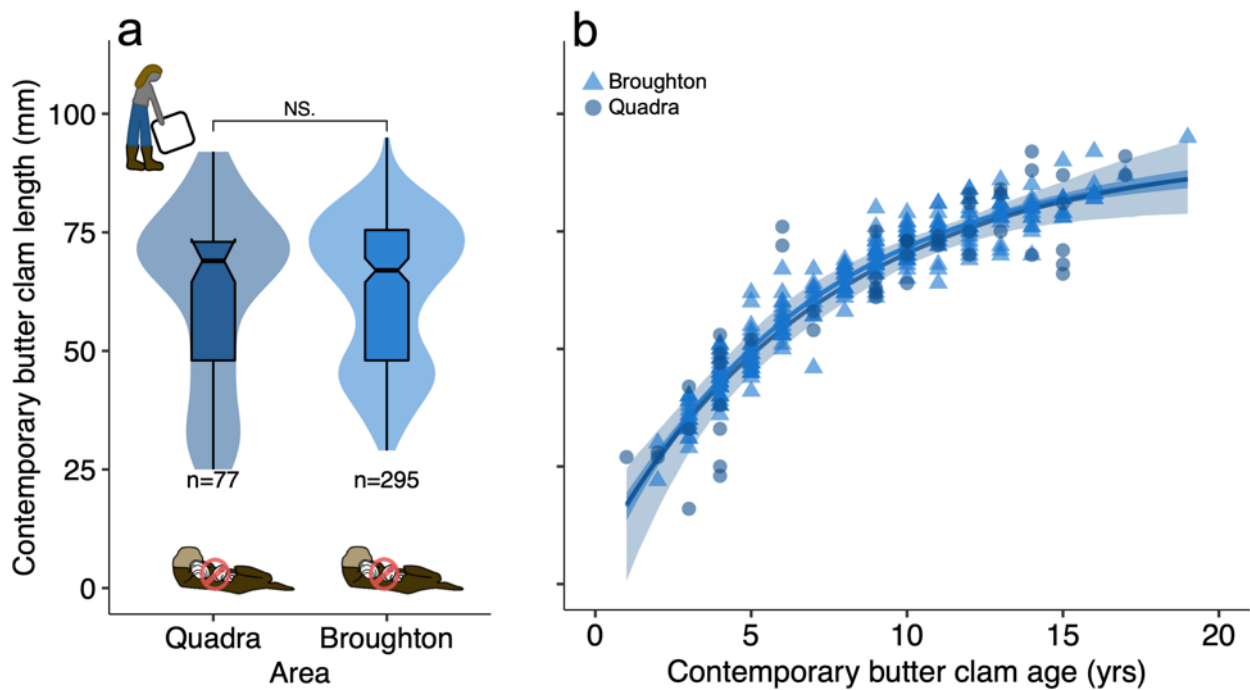 a
Contemporary butter clam length (mm)
100
75
50
25
0
NS.
n=77
n=295
Quadra
Broughton
Area
b
Broughton
Quadra
0
5
10
15
20
Contemporary butter clam age (yrs)